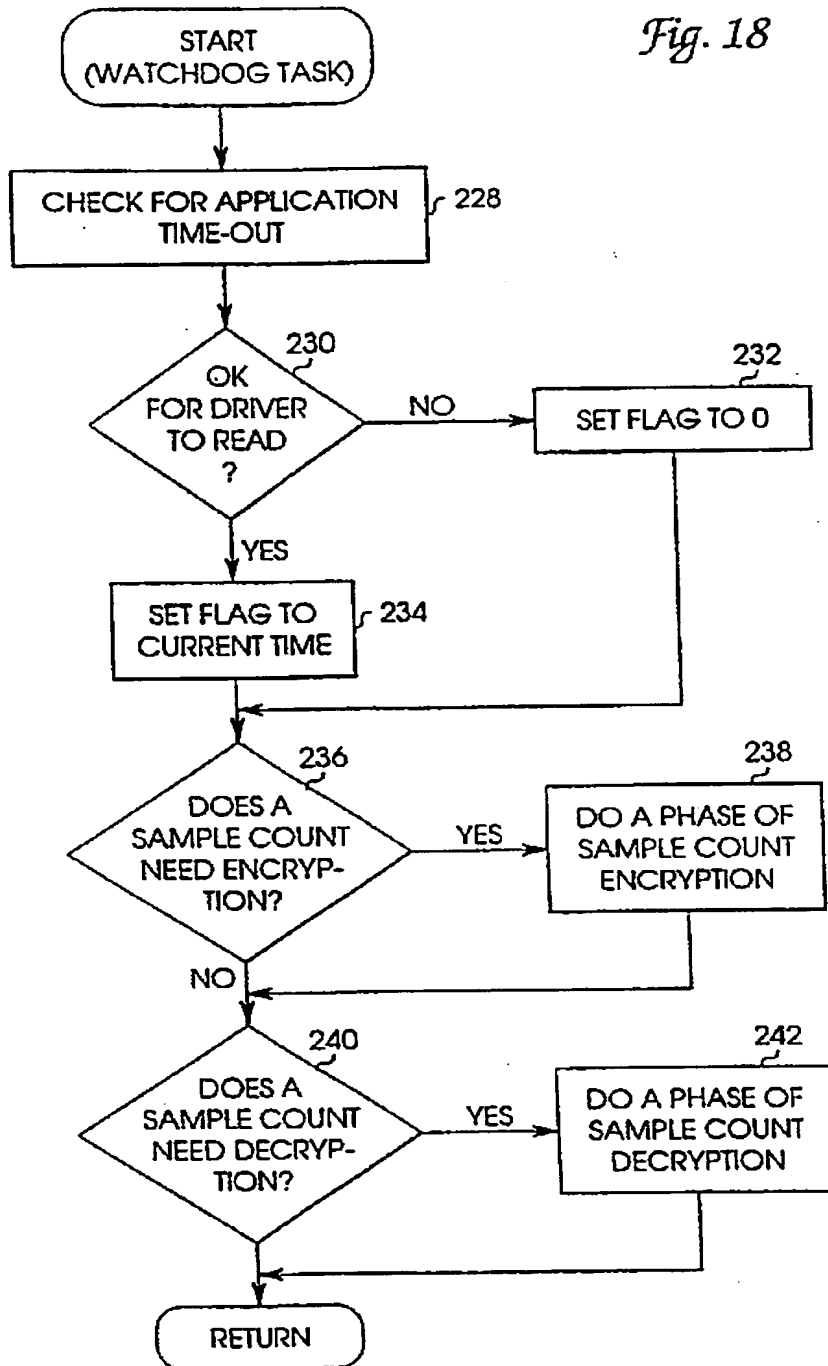 Fig. 18
START
(WATCHDOG TASK)
CHECK FOR APPLICATION
TIME-OUT
228
230
OK
FOR DRIVER
TO READ
?
NO
232
SET FLAG TO 0
YES
SET FLAG TO
CURRENT TIME
234
236
DOES A
SAMPLE COUNT
NEED ENCRYP-
TION?
YES
238
DO A PHASE OF
SAMPLE COUNT
ENCRYPTION
NO
240
DOES A
SAMPLE COUNT
NEED DECRYP-
TION?
YES
242
DO A PHASE OF
SAMPLE COUNT
DECRYPTION
RETURN